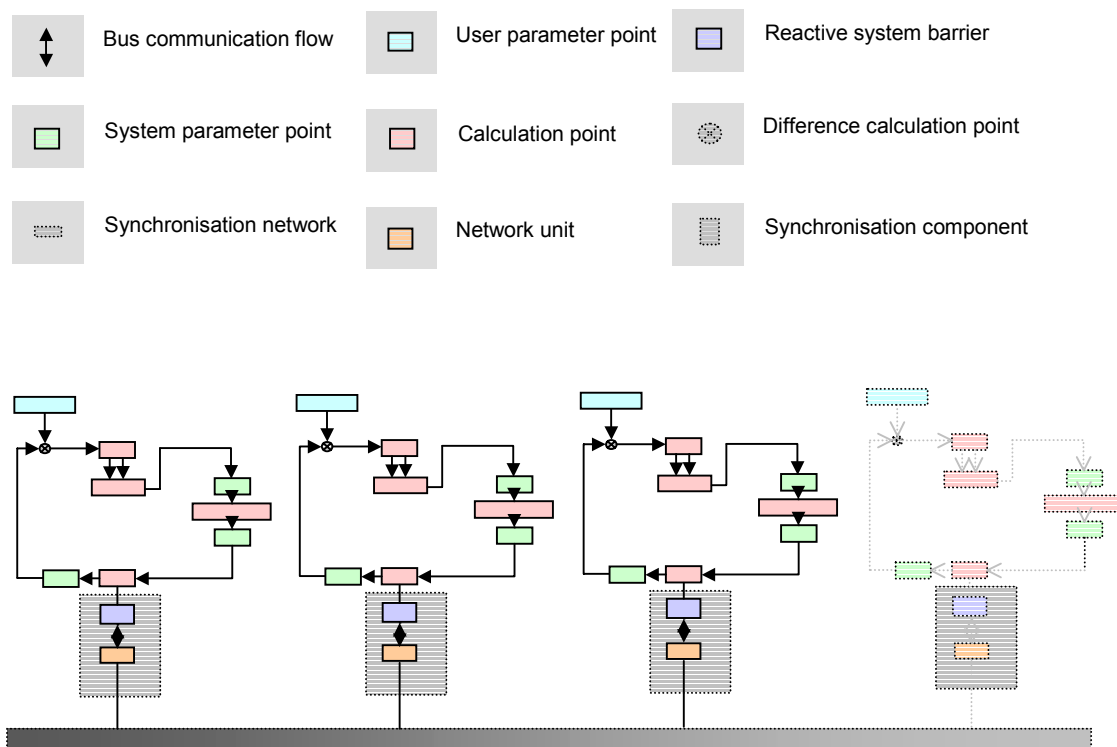 Bus communication flow
User parameter point
Reactive system barrier
System parameter point
Calculation point
Difference calculation point
Synchronisation network
Network unit
Synchronisation component